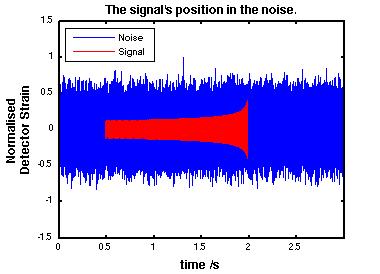 The signal's position in the noise.
Noise
Signal
Normalised
Detector Strain
1.5
1
0.5
0
-0.5
-1
-1.5
0 0.5 1 1.5 2 2.5
time /s